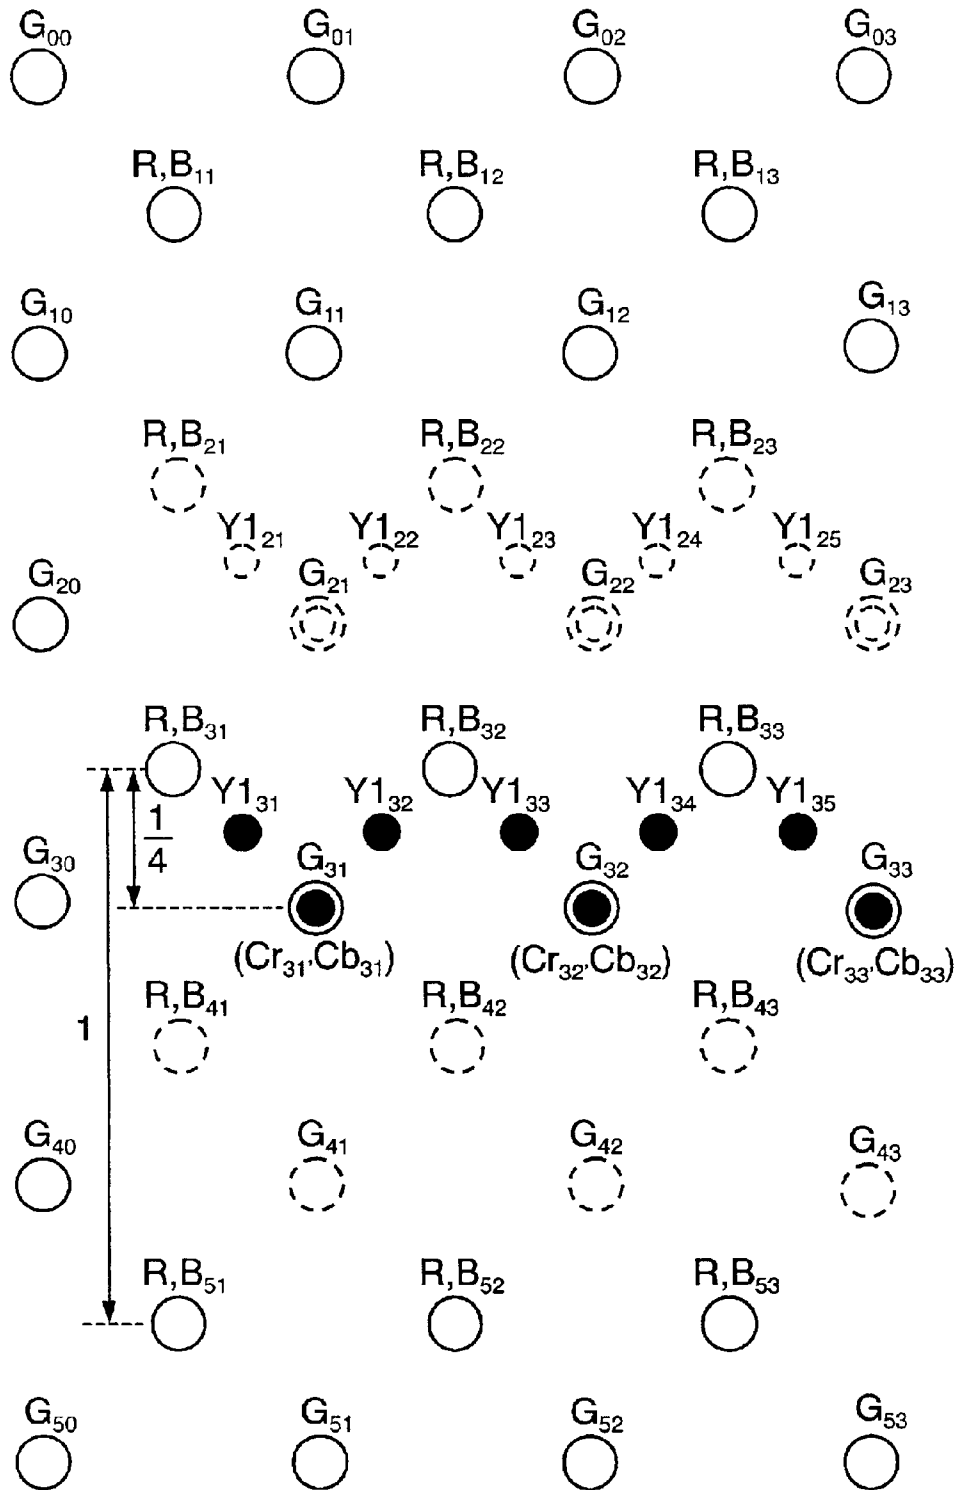 G00 G01 G02 G03
R,B11 R,B12 R,B13
G10 G11 G12 G13
R,B21 R,B22 R,B23
Y121 Y122 Y123 Y124 Y125
G20 G21 G22 G23
R,B31 R,B32 R,B33
Y131 Y132 Y133 Y134 Y135
1/4
G30 G31 G32 G33
(Cr31,Cb31) (Cr32,Cb32) (Cr33,Cb33)
R,B41 R,B42 R,B43
1
G40 G41 G42 G43
R,B51 R,B52 R,B53
G50 G51 G52 G53